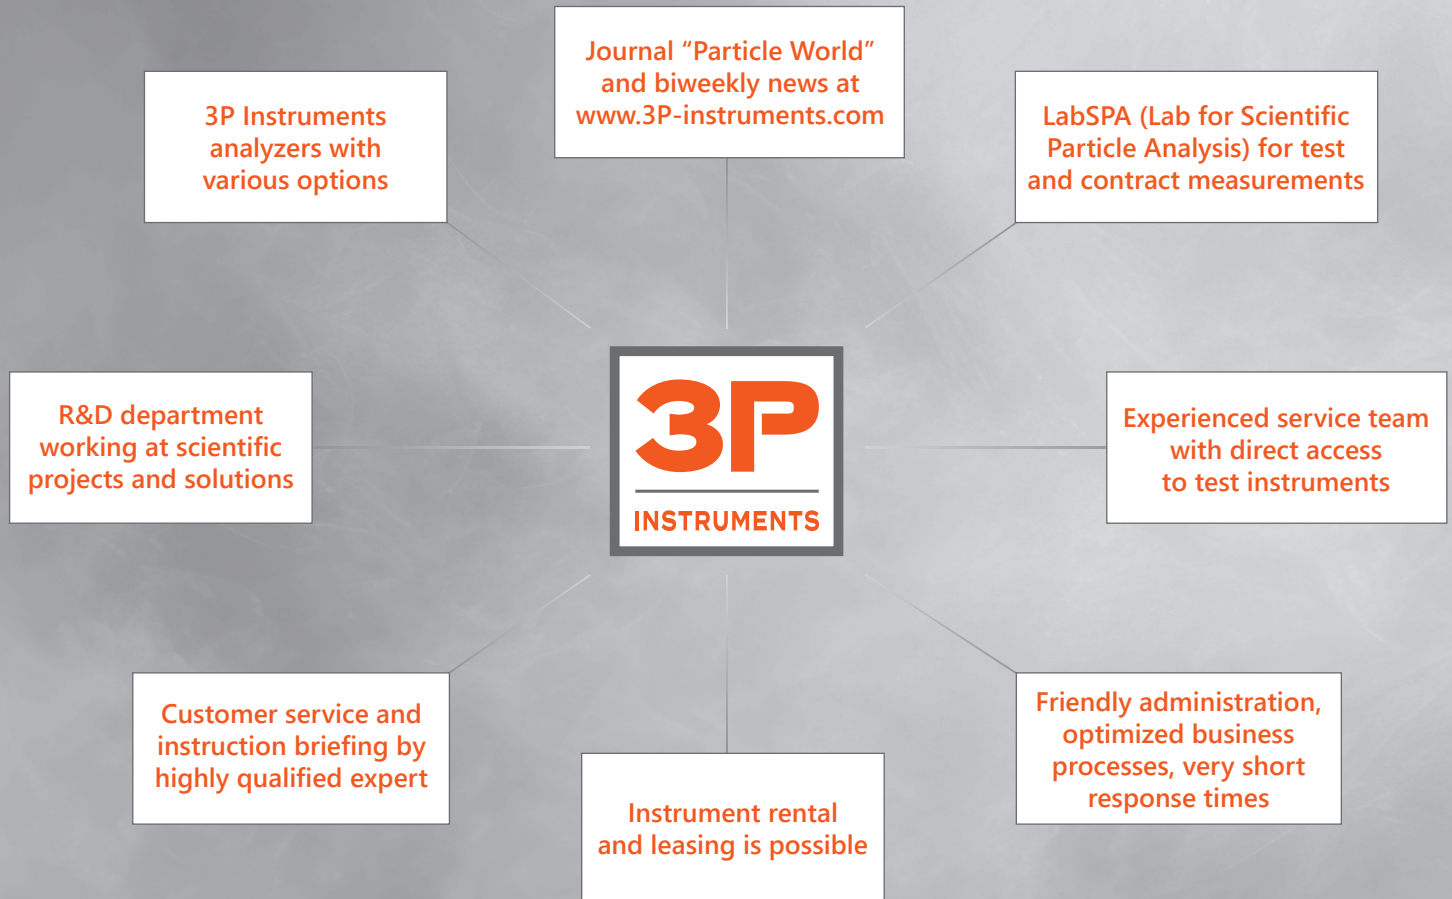 Journal “Particle World”
and biweekly news at
www.3P-instruments.com
3P Instruments
analyzers with
various options
LabSPA (Lab for Scientific
Particle Analysis) for test
and contract measurements
R&D department
working at scientific
projects and solutions
3P
INSTRUMENTS
Experienced service team
with direct access
to test instruments
Customer service and
instruction briefing by
highly qualified expert
Instrument rental
and leasing is possible
Friendly administration,
optimized business
processes, very short
response times